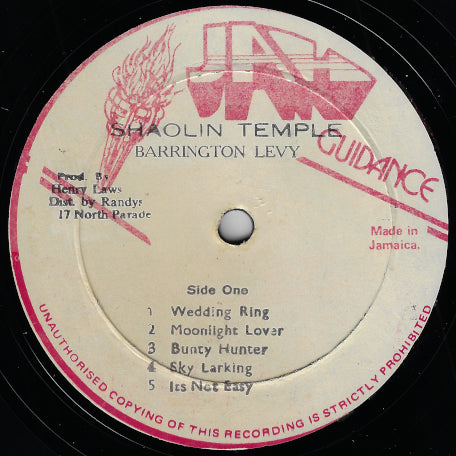 JAH
GUIDANCE
SHAOLIN TEMPLE
BARRINGTON LEVY
Prod. By
Henry Laws
Dist. by Randys
17 North Parade
Made in
Jamaica.
Side One
1 Wedding Ring
2 Moonlight Lover
3 Bunty Hunter
4 Sky Larking
5 Its Not Easy
UNAUTHORISED COPYING OF THIS RECORDING IS STRICTLY PROHIBITED